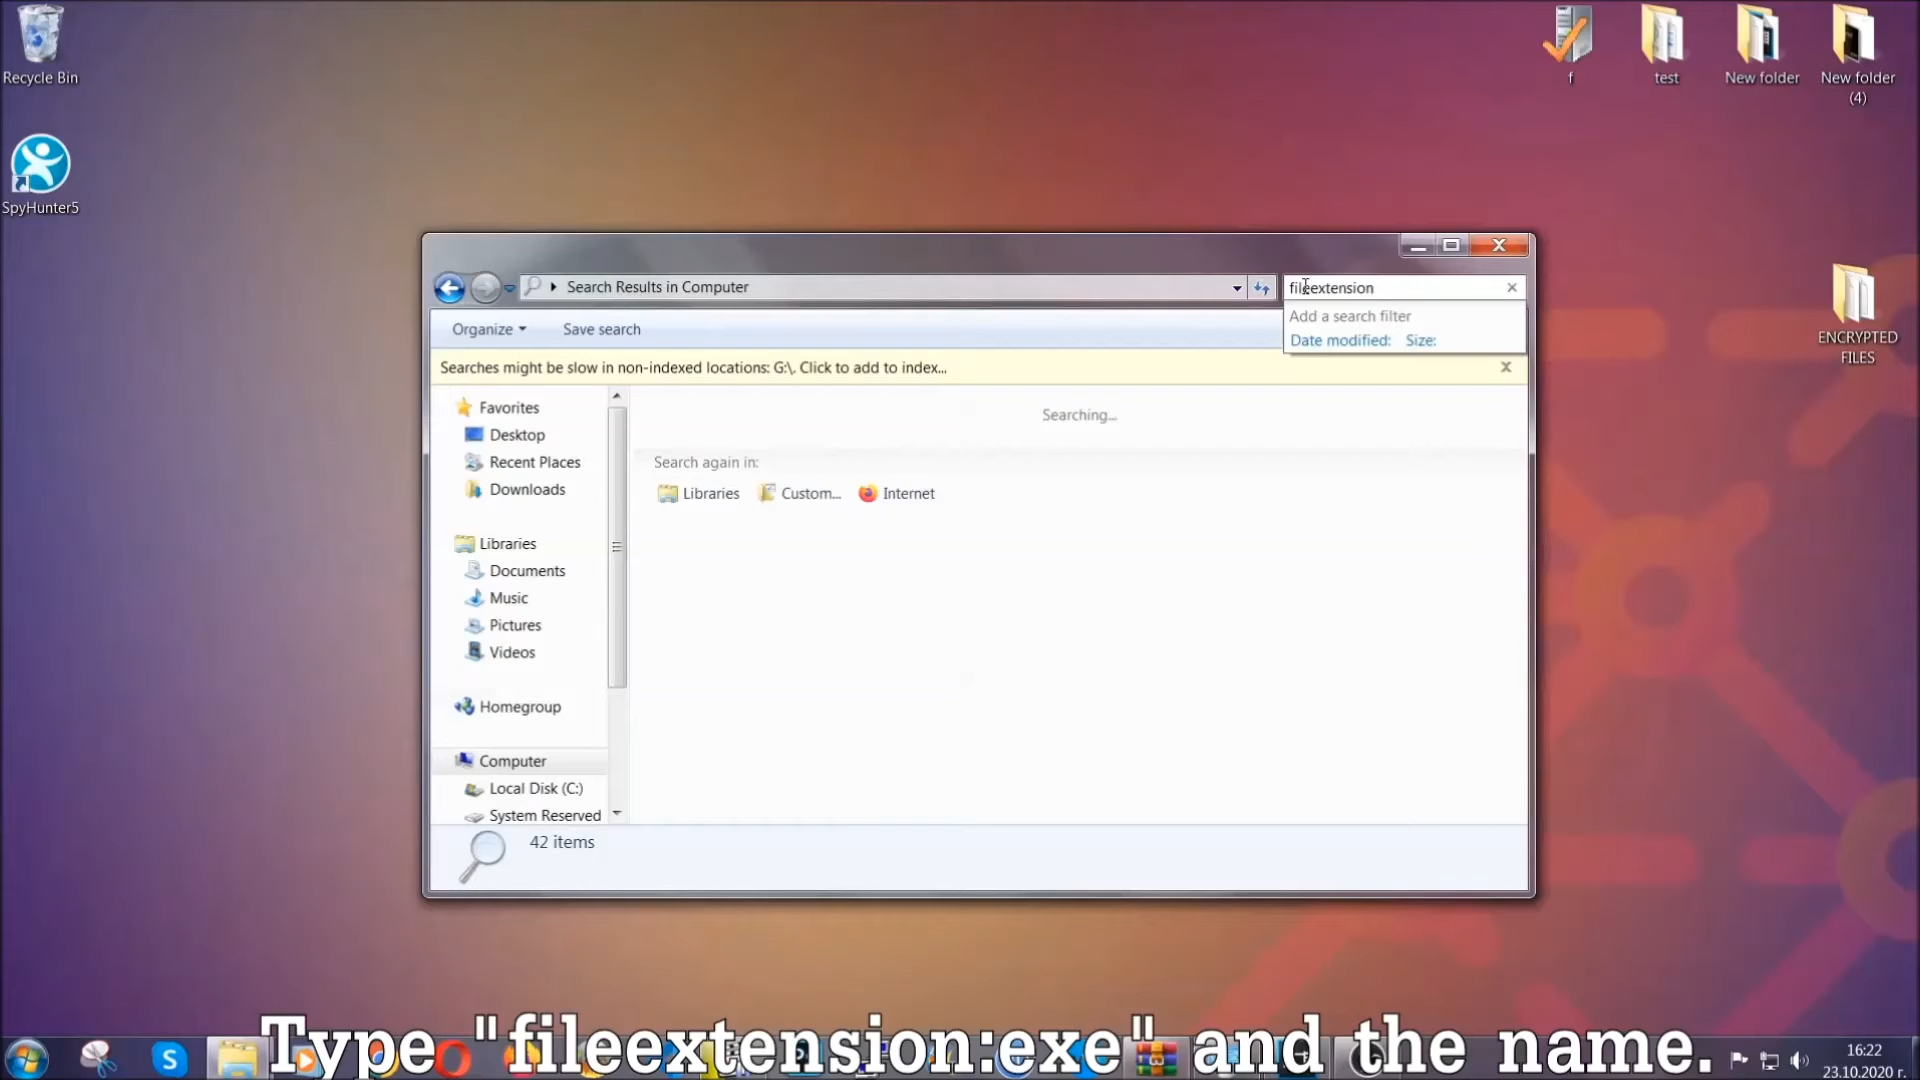 Recycle Bin
SpyHunter5
f
test
New folder
New folder
(4)
ENCRYPTED
FILES
Search Results in Computer
fileextension
Add a search filter
Date modified: Size:
Organize
Save search
Searches might be slow in non-indexed locations: G:\. Click to add to index...
Favorites
Desktop
Recent Places
Downloads
Libraries
Documents
Music
Pictures
Videos
Homegroup
Computer
Local Disk (C:)
System Reserved
Searching...
Search again in:
Libraries
Custom...
Internet
42 items
Type "fileextension:exe" and the name.
16:22
23.10.2020 г.